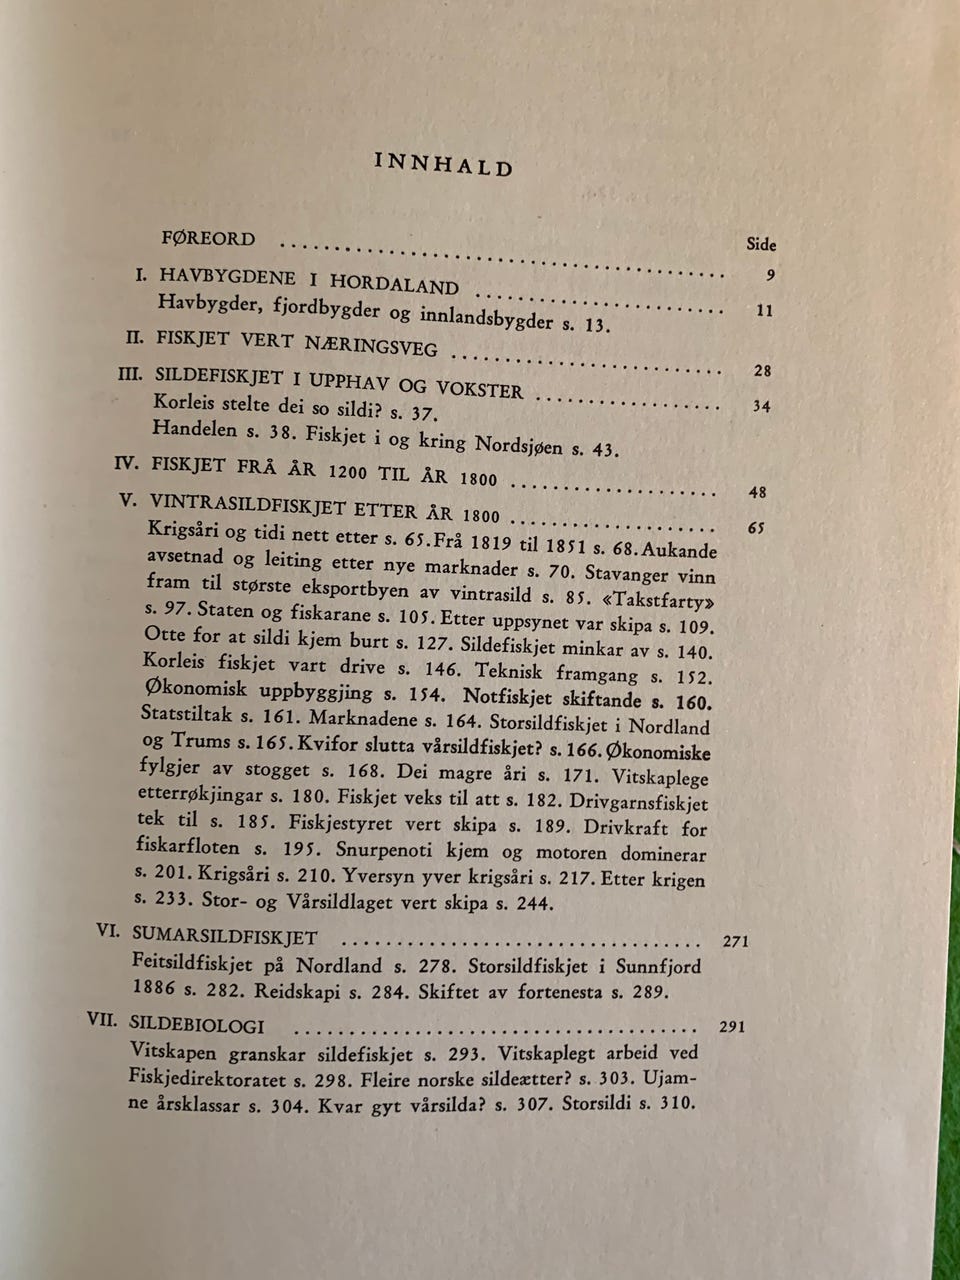 INNHALD
Side
FØREORD ........................................ 9
I. HAVBYGDENE I HORDALAND ........................ 11
Havbygder, fjordbygder og innlandsbygder s. 13.
II. FISKJET VERT NÆRINGSVEG ........................ 28
III. SILDEFISKJET I UPPHAV OG VOKSTER ................ 34
Korleis stelte dei so sildi? s. 37.
Handelen s. 38. Fiskjet i og kring Nordsjøen s. 43.
IV. FISKJET FRÅ ÅR 1200 TIL ÅR 1800 .................... 48
V. VINTRASILDFISKJET ETTER ÅR 1800 .................... 65
Krigsåri og tidi nett etter s. 65. Frå 1819 til 1851 s. 68. Aukande
avsetnad og leiting etter nye marknader s. 70. Stavanger vinn
fram til største eksportbyen av vintrasild s. 85. «Takstfarty»
s. 97. Staten og fiskarane s. 105. Etter uppsynet var skipa s. 109.
Otte for at sildi kjem burt s. 127. Sildefiskjet minkar av s. 140.
Korleis fiskjet vart drive s. 146. Teknisk framgang s. 152.
Økonomisk uppbyggjing s. 154. Notfiskjet skiftande s. 160.
Statstiltak s. 161. Marknadene s. 164. Storsildfiskjet i Nordland
og Trums s. 165. Kvifor slutta vårsildfiskjet? s. 166. Økonomiske
fylgjer av stogget s. 168. Dei magre åri s. 171. Vitskaplege
etterrøkjingar s. 180. Fiskjet veks til att s. 182. Drivgarnsfiskjet
tek til s. 185. Fiskjestyret vert skipa s. 189. Drivkraft for
fiskarfloten s. 195. Snurpenoti kjem og motoren dominerar
s. 201. Krigsåri s. 210. Yversyn yver krigsåri s. 217. Etter krigen
s. 233. Stor- og Vårsildlaget vert skipa s. 244.
VI. SUMARSILDFISKJET ................................. 271
Feitsildfiskjet på Nordland s. 278. Storsildfiskjet i Sunnfjord
1886 s. 282. Reidskapi s. 284. Skiftet av fortenesta s. 289.
VII. SILDEBIOLOGI ..................................... 291
Vitskapen granskar sildefiskjet s. 293. Vitskaplegt arbeid ved
Fiskjedirektoratet s. 298. Fleire norske sildeætter? s. 303. Ujam-
ne årsklassar s. 304. Kvar gyt vårsilda? s. 307. Storsildi s. 310.